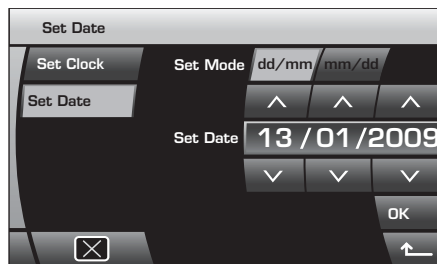 Set Date
Set Clock
Set Mode dd/mm mm/dd
Set Date
Set Date 13/01/2009
OK